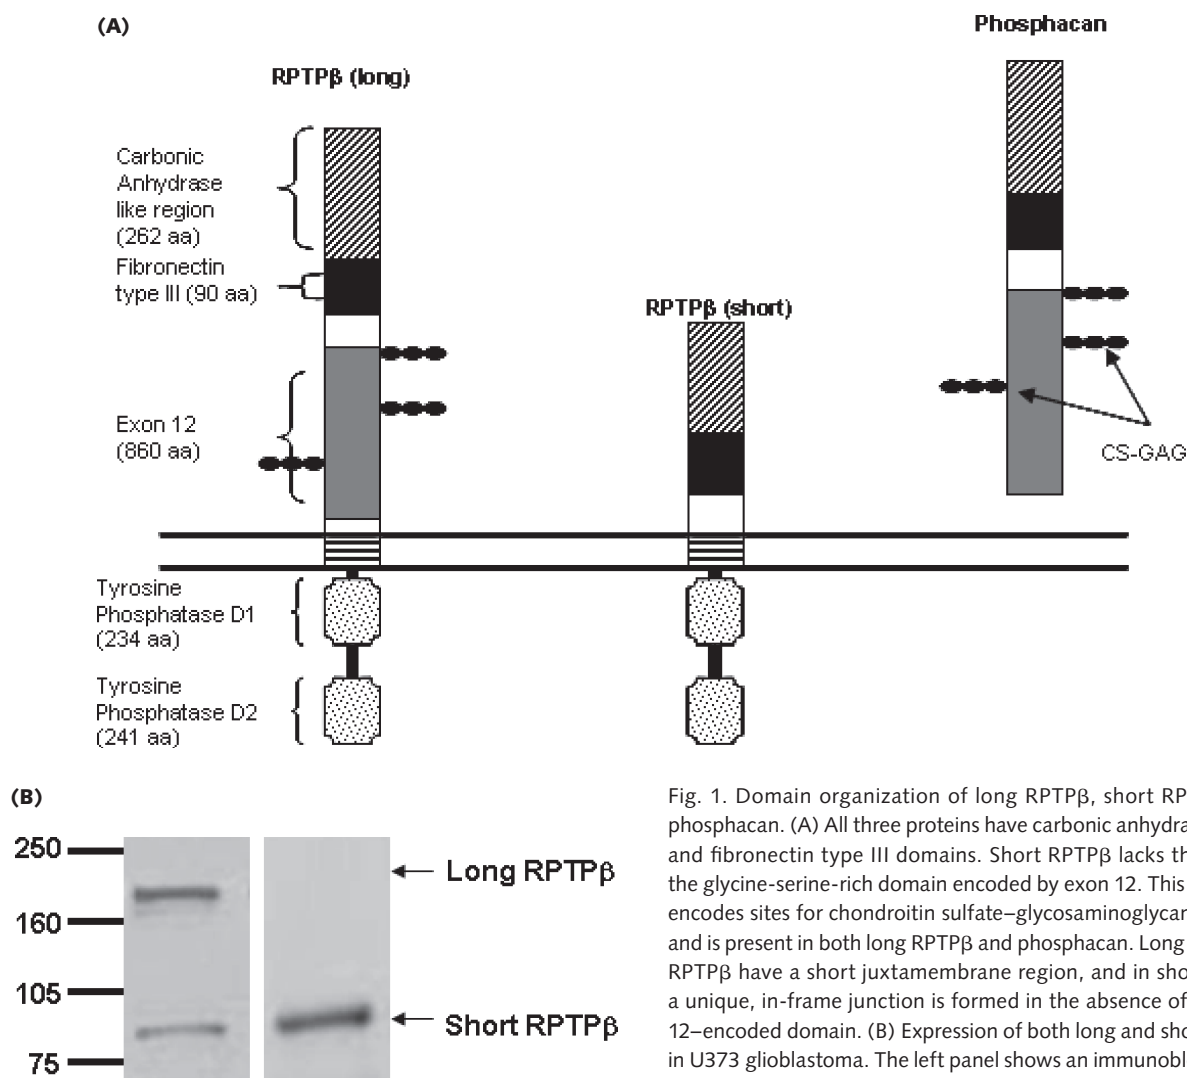 (A)
Phosphacan
RPTPβ (long)
Carbonic
Anhydrase
like region
(262 aa)
Fibronectin
type III (90 aa)
RPTPβ (short)
Exon 12
(860 aa)
CS-GAG
Tyrosine
Phosphatase D1
(234 aa)
Tyrosine
Phosphatase D2
(241 aa)
(B)
250
160
105
75
Long RPTPβ
Short RPTPβ
Fig. 1. Domain organization of long RPTPβ, short RP
phosphacan. (A) All three proteins have carbonic anhydra
and fibronectin type III domains. Short RPTPβ lacks th
the glycine-serine-rich domain encoded by exon 12. This
encodes sites for chondroitin sulfate–glycosaminoglycan
and is present in both long RPTPβ and phosphacan. Long
RPTPβ have a short juxtamembrane region, and in sho
a unique, in-frame junction is formed in the absence of
12–encoded domain. (B) Expression of both long and sho
in U373 glioblastoma. The left panel shows an immunobl